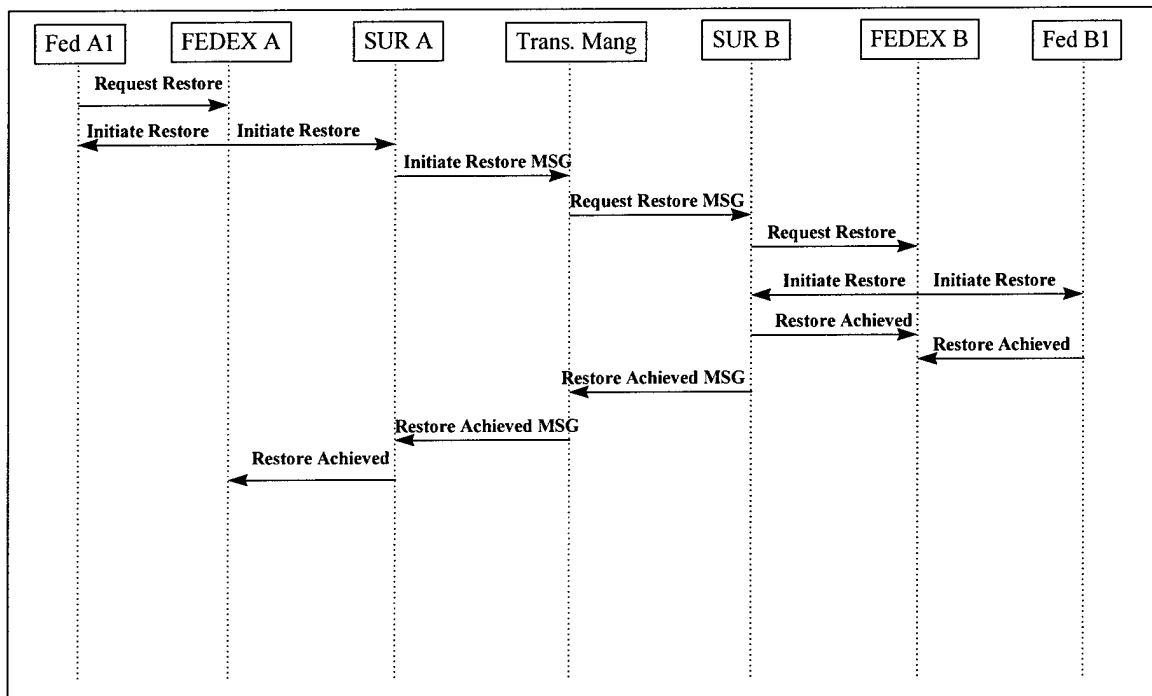 Fed A1
FEDEX A
SUR A
Trans. Mang
SUR B
FEDEX B
Fed B1
Request Restore
Initiate Restore
Initiate Restore
Initiate Restore MSG
Request Restore MSG
Request Restore
Initiate Restore
Initiate Restore
Restore Achieved
Restore Achieved
Restore Achieved MSG
Restore Achieved MSG
Restore Achieved